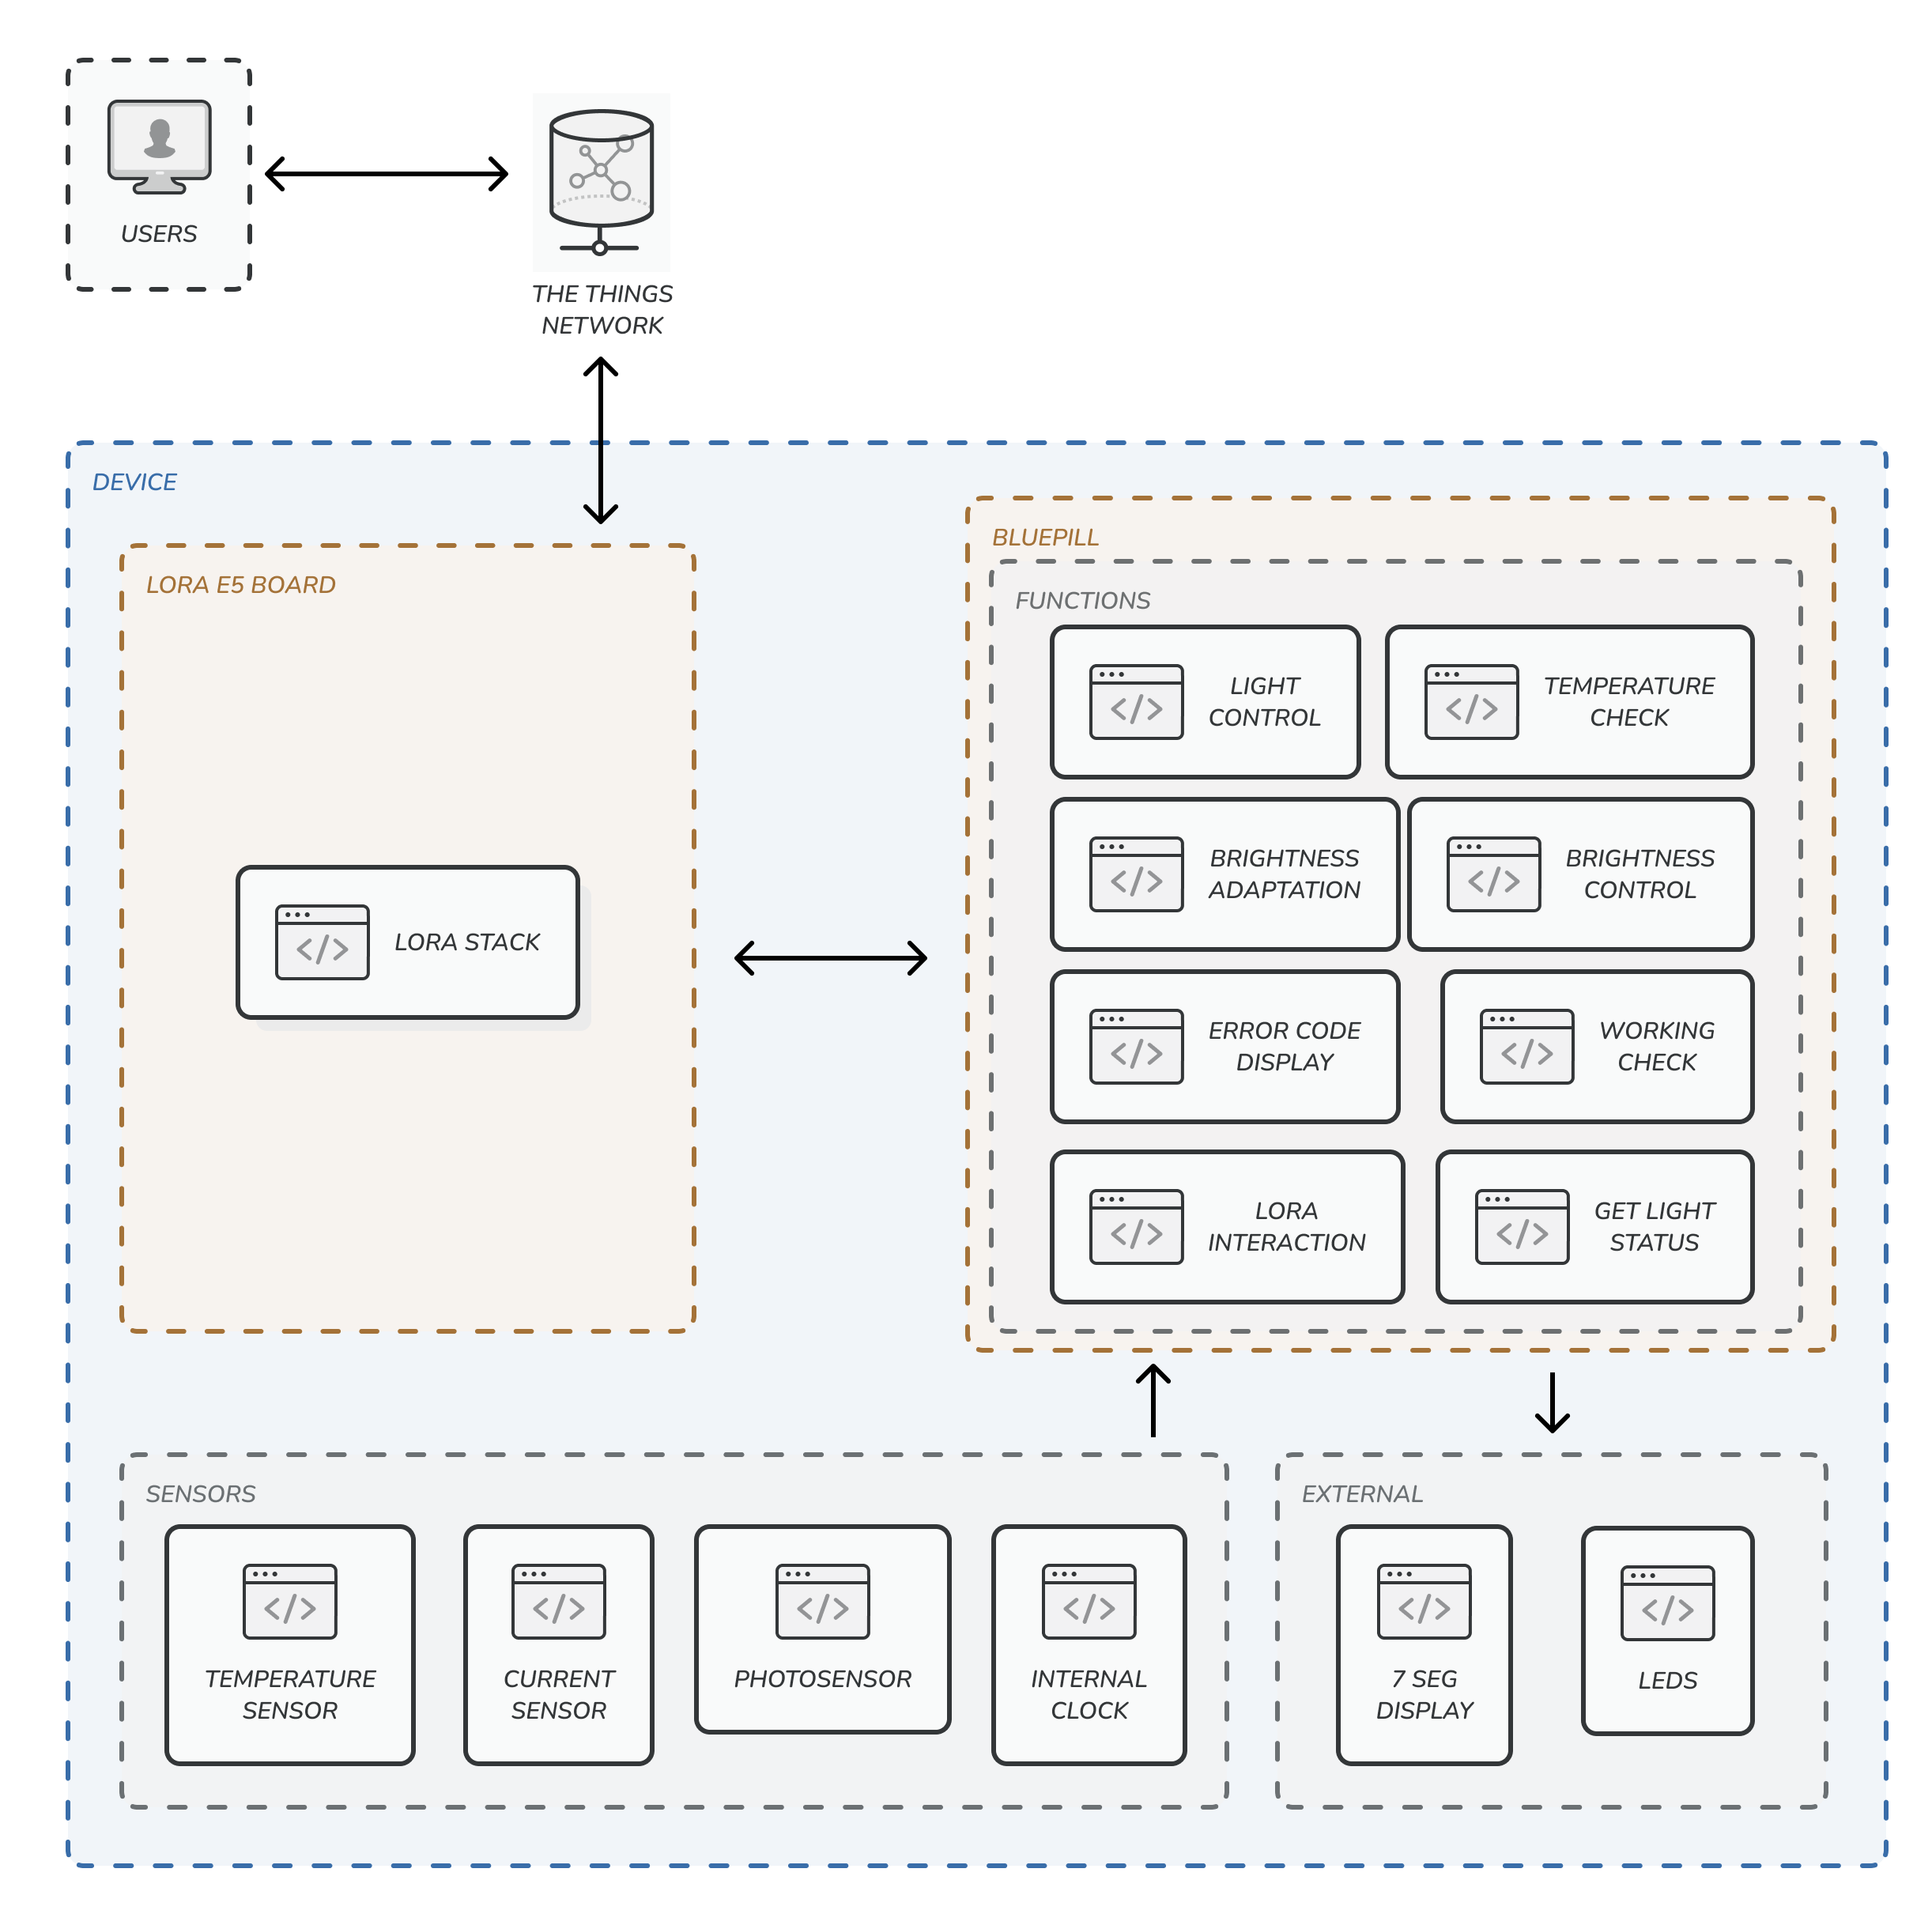 USERS
THE THINGS
NETWORK
DEVICE
LORA E5 BOARD
LORA STACK
BLUEPILL
FUNCTIONS
LIGHT
CONTROL
TEMPERATURE
CHECK
BRIGHTNESS
ADAPTATION
BRIGHTNESS
CONTROL
ERROR CODE
DISPLAY
WORKING
CHECK
LORA
INTERACTION
GET LIGHT
STATUS
SENSORS
TEMPERATURE
SENSOR
CURRENT
SENSOR
PHOTOSENSOR
INTERNAL
CLOCK
EXTERNAL
7 SEG
DISPLAY
LEDS